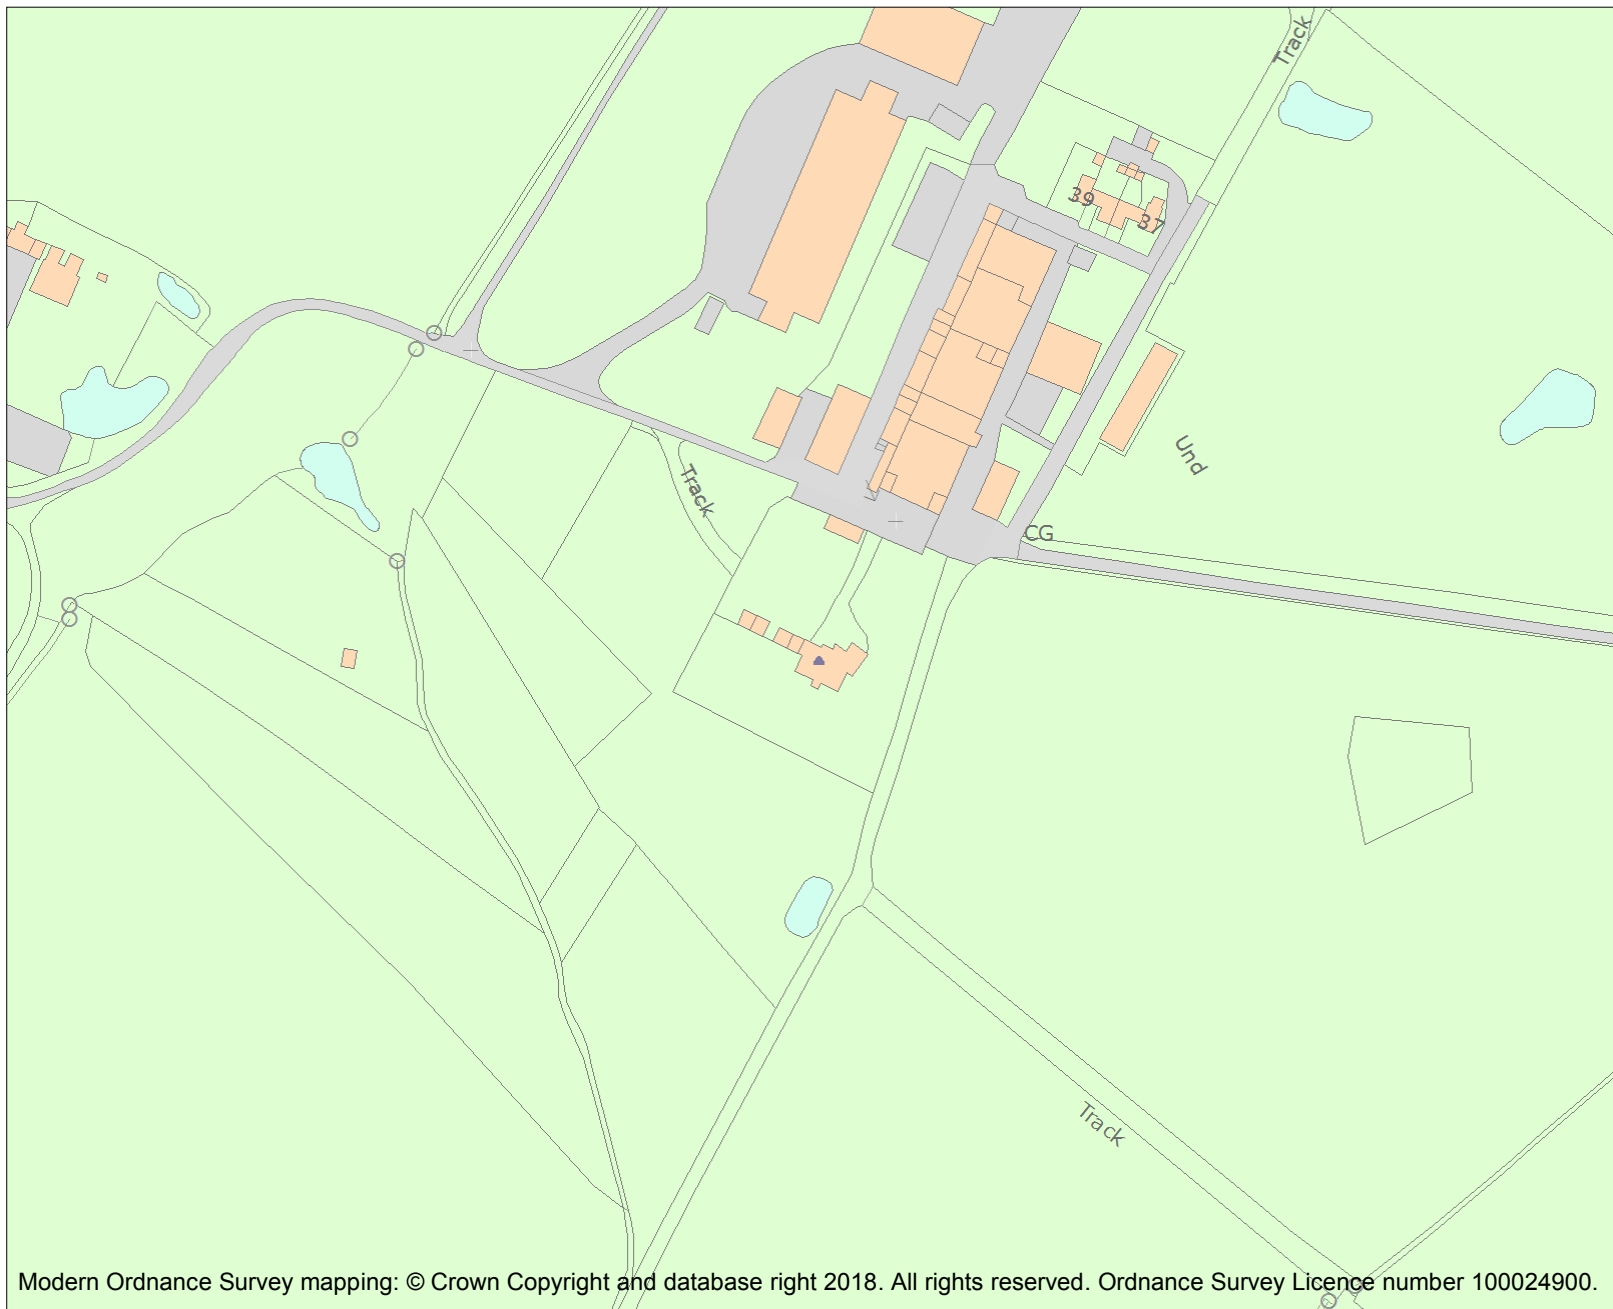 Track
39
37
Und
Track
CG
Track
Modern Ordnance Survey mapping: © Crown Copyright and database right 2018. All rights reserved. Ordnance Survey Licence number 100024900.